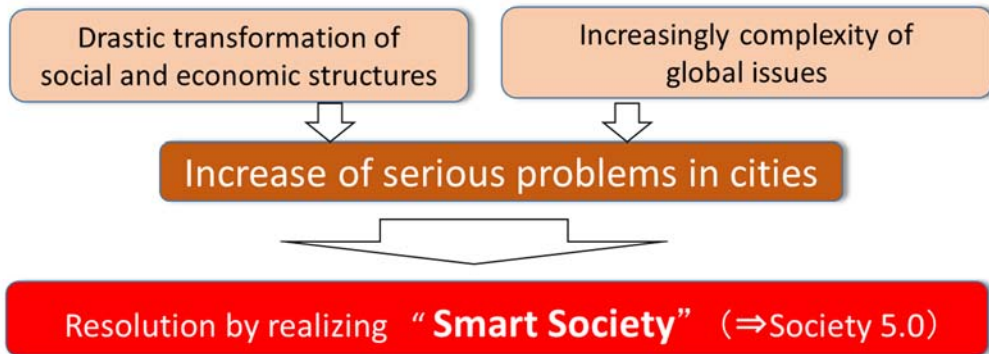 Drastic transformation of
social and economic structures
Increasingly complexity of
global issues
Increase of serious problems in cities
Resolution by realizing “Smart Society” （⇒Society 5.0）